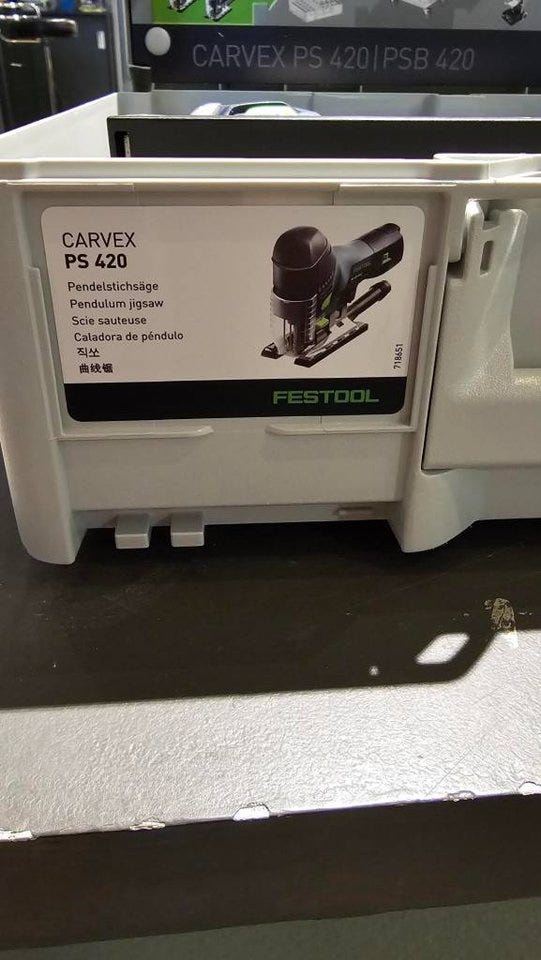 CARVEX PS 420|PSB 420
CARVEX
PS 420
Pendelstichsäge
Pendulum jigsaw
Scie sauteuse
Caladora de péndulo
직쏘
曲线锯
718651
FESTOOL